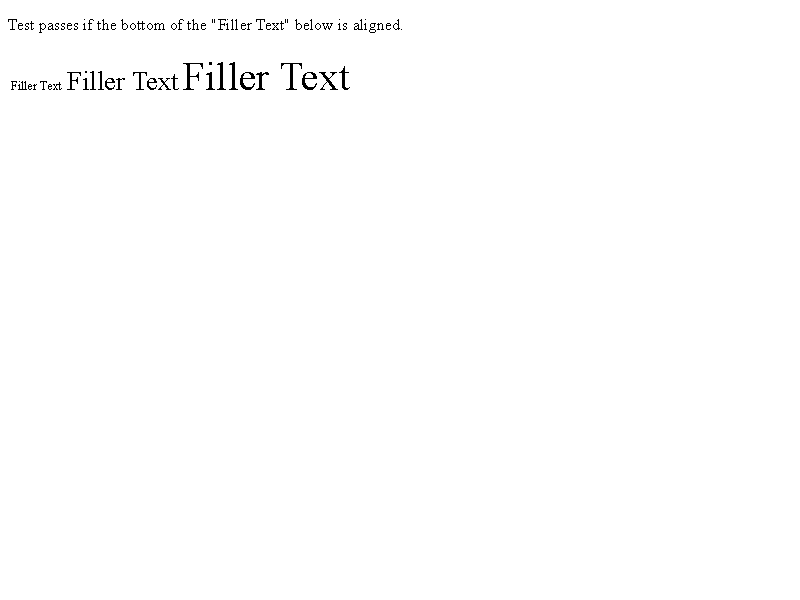 Test passes if the bottom of the "Filler Text" below is aligned.
Filler Text Filler Text Filler Text